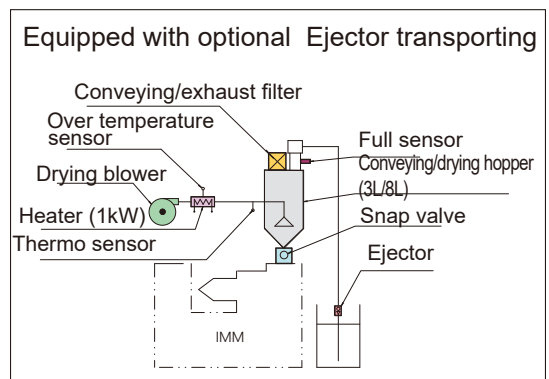 Equipped with optional Ejector transporting
Conveying/exhaust filter
Over temperature
sensor
Drying blower
Heater (1kW)
Thermo sensor
Full sensor
Conveying/drying hopper
(3L/8L)
Snap valve
Ejector
IMM